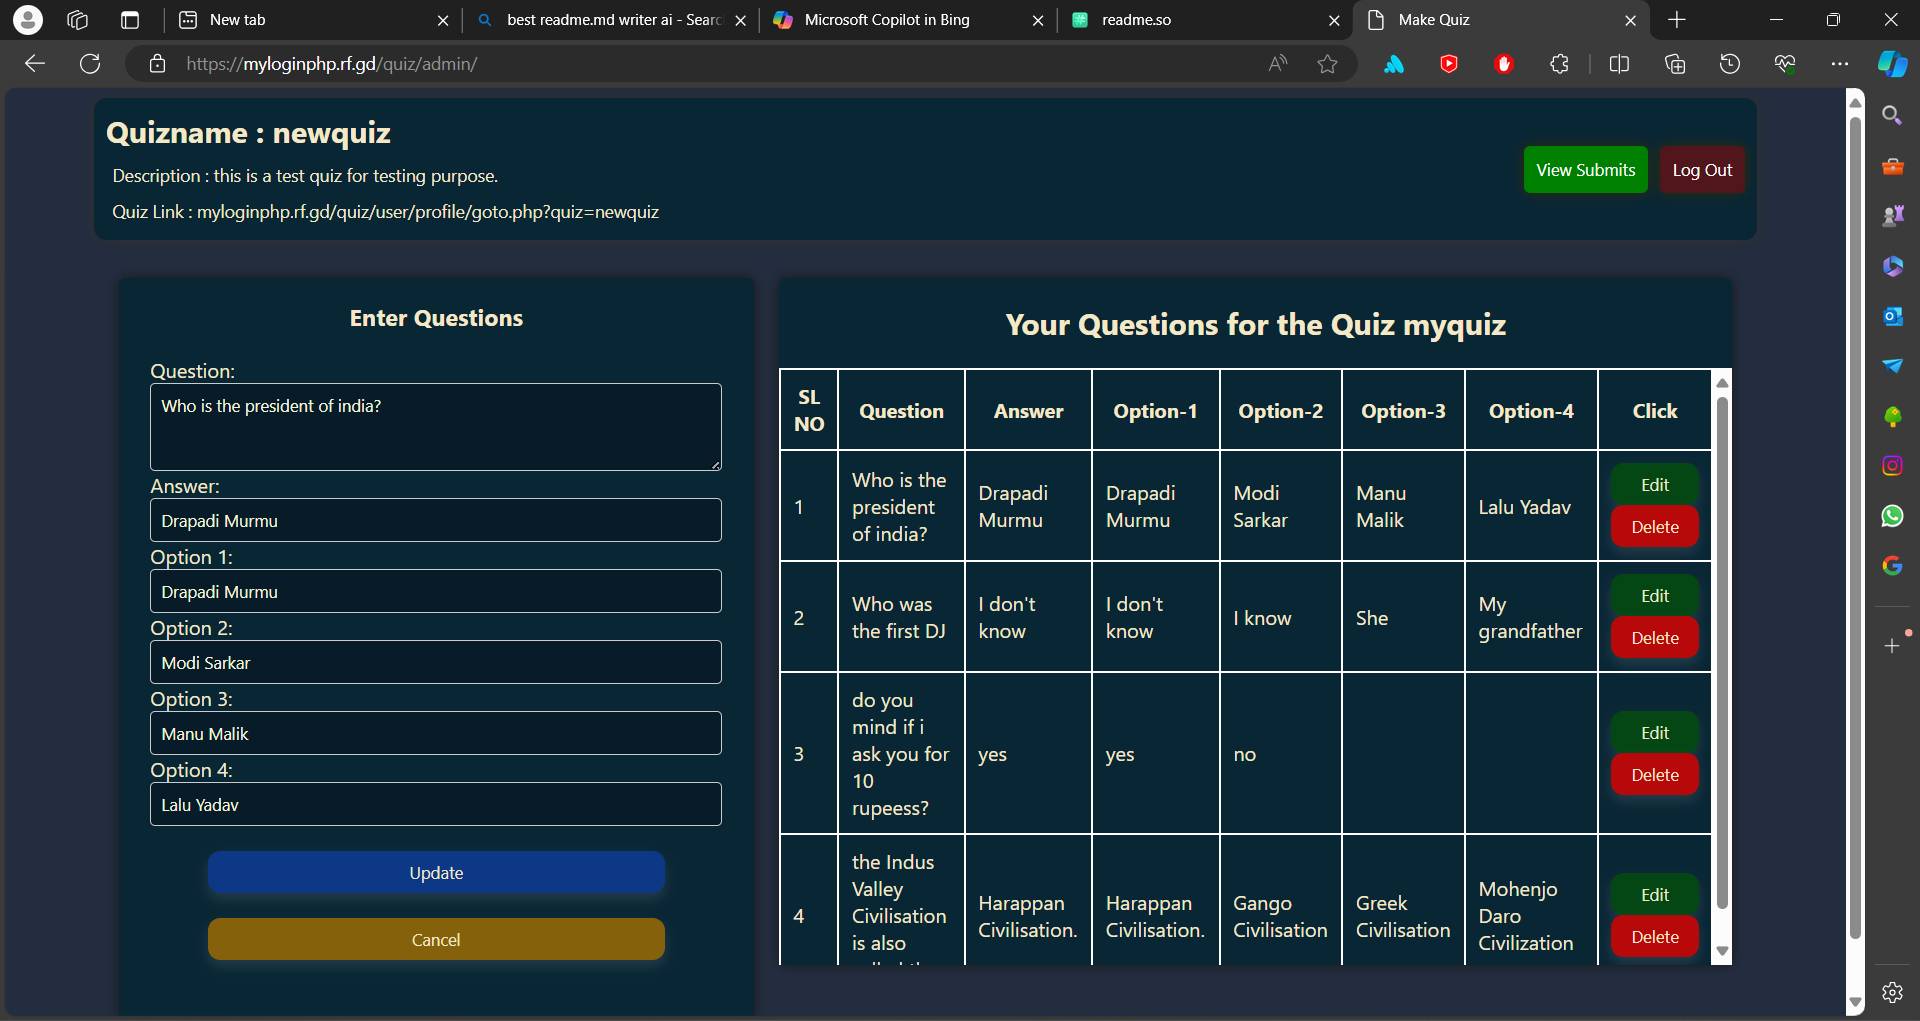 New tab
best readme.md writer ai - Searc
Microsoft Copilot in Bing
readme.so
Make Quiz
https://myloginphp.rf.gd/quiz/admin/
Quizname : newquiz
Description : this is a test quiz for testing purpose.
Quiz Link : myloginphp.rf.gd/quiz/user/profile/goto.php?quiz=newquiz
View Submits
Log Out
Enter Questions
Question:
Who is the president of india?
Answer:
Drapadi Murmu
Option 1:
Drapadi Murmu
Option 2:
Modi Sarkar
Option 3:
Manu Malik
Option 4:
Lalu Yadav
Update
Cancel
Your Questions for the Quiz myquiz
SL NO
Question
Answer
Option-1
Option-2
Option-3
Option-4
Click
1
Who is the
president
of india?
Drapadi
Murmu
Drapadi
Murmu
Modi
Sarkar
Manu
Malik
Lalu Yadav
Edit
Delete
2
Who was
the first DJ
I don't
know
I don't
know
I know
She
My
grandfather
Edit
Delete
3
do you
mind if i
ask you for
10
rupeess?
yes
yes
no
Edit
Delete
4
the Indus
Valley
Civilisation
is also
Harappan
Civilisation.
Harappan
Civilisation.
Gango
Civilisation
Greek
Civilisation
Mohenjo
Daro
Civilization
Edit
Delete